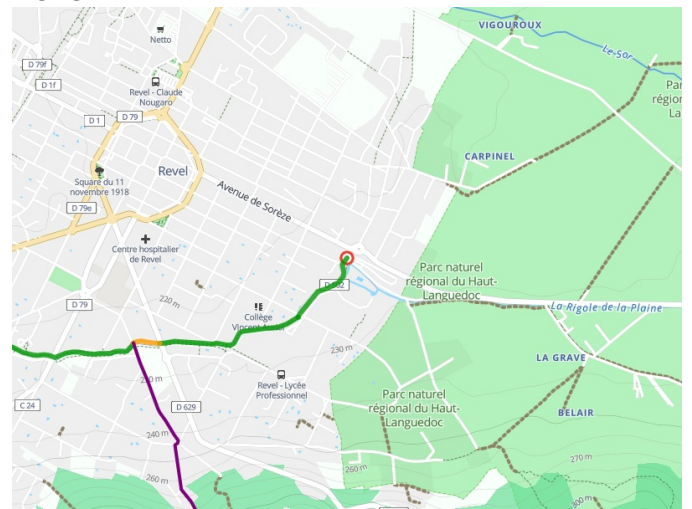 VIGOUROUX
Netto
Le-Sor
D 79f
D 1f
Revel - Claude
Nougaro
D 1
D 79
CARPINEL
Revel
Square du 11
novembre 1918
Avenue de Sorèze
D 79e
Centre hospitalier
de Revel
Parc naturel
régional du Haut-
Languedoc
220 m
D 79
La Rigole de la Plaine
Collège
230 m
LA GRAVE
Revel - Lycée
Professionnel
Parc naturel
régional du Haut-
Languedoc
C 24
D 629
BELAIR
240 m
260 m
260 m
270 m
300 m